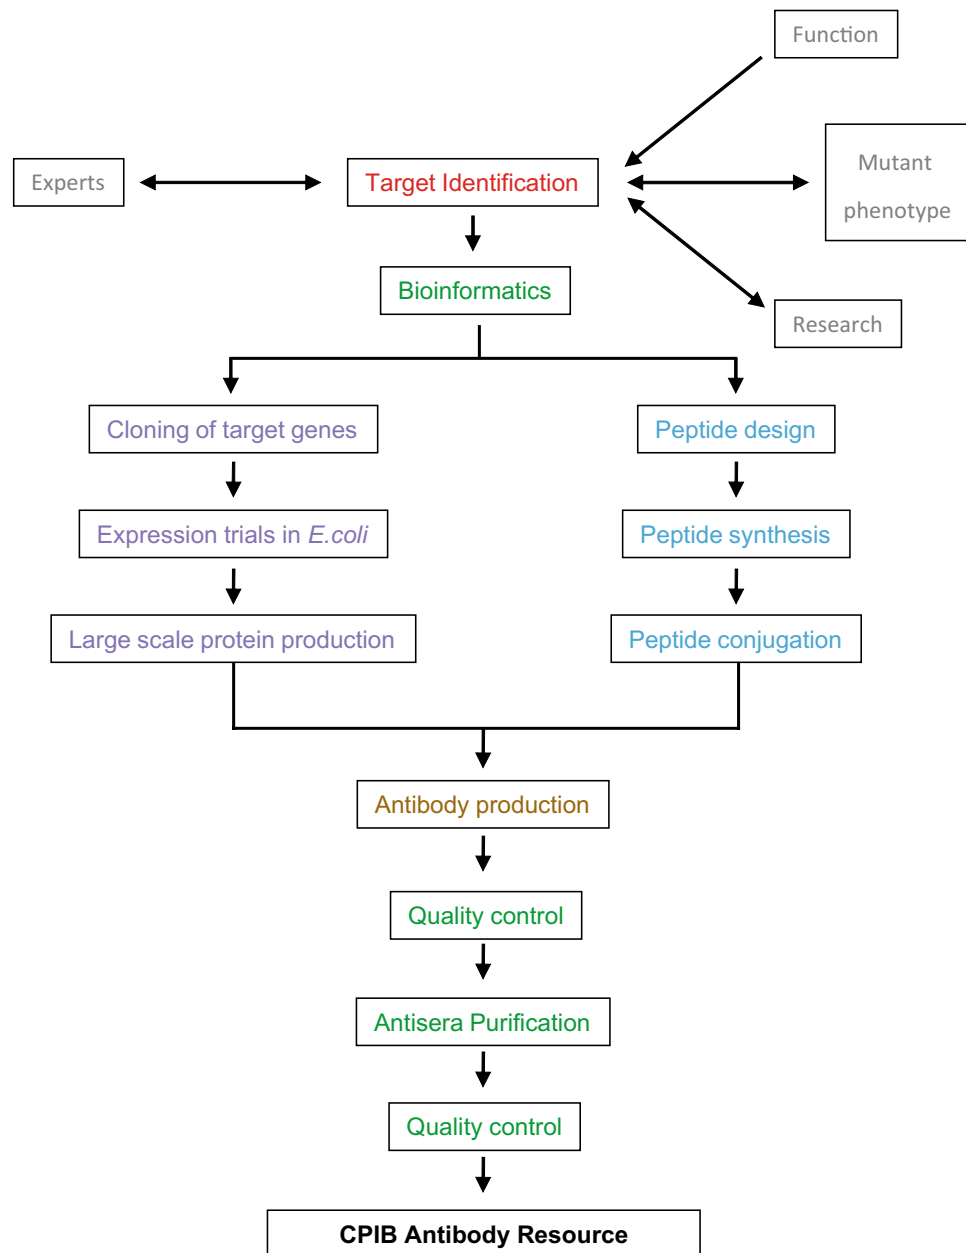 Function
Experts
Target Identification
Mutant
phenotype
Bioinformatics
Research
Cloning of target genes
Peptide design
Expression trials in E.coli
Peptide synthesis
Large scale protein production
Peptide conjugation
Antibody production
Quality control
Antisera Purification
Quality control
CPIB Antibody Resource